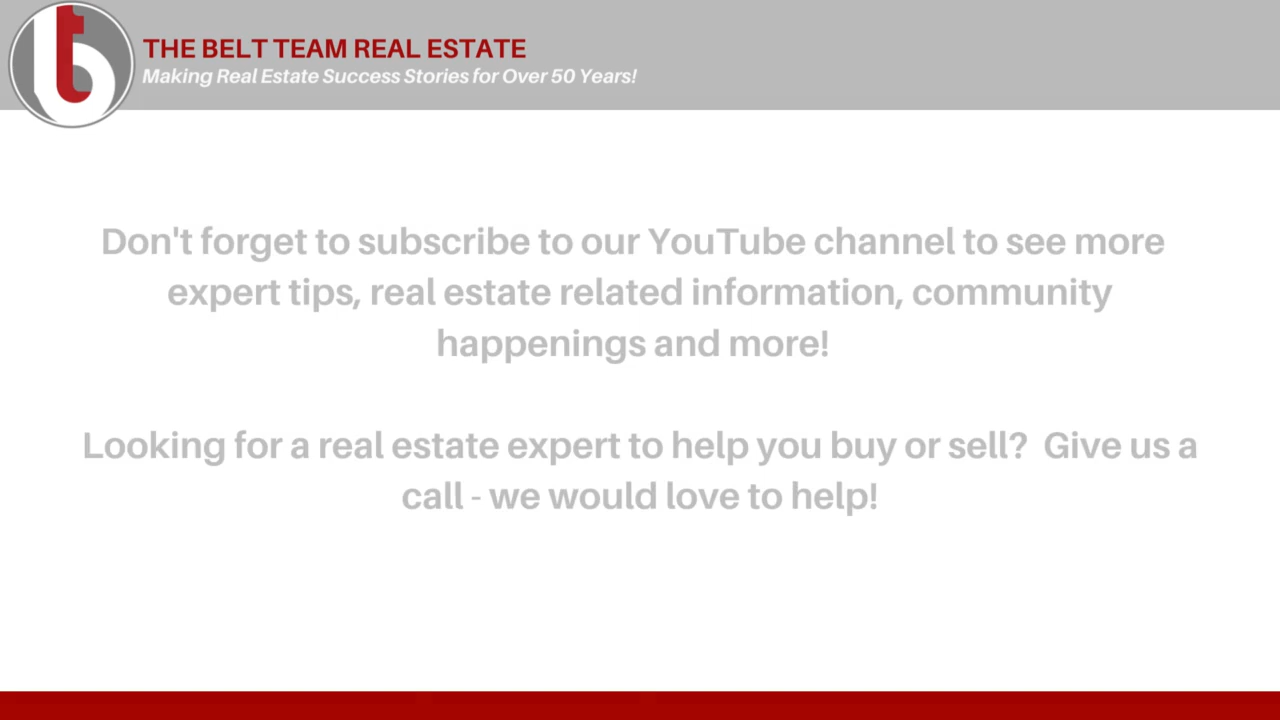 THE BELT TEAM REAL ESTATE
Making Real Estate Success Stories for Over 50 Years!
Don't forget to subscribe to our YouTube channel to see more
expert tips, real estate related information, community
happenings and more!
Looking for a real estate expert to help you buy or sell?  Give us a
call - we would love to help!